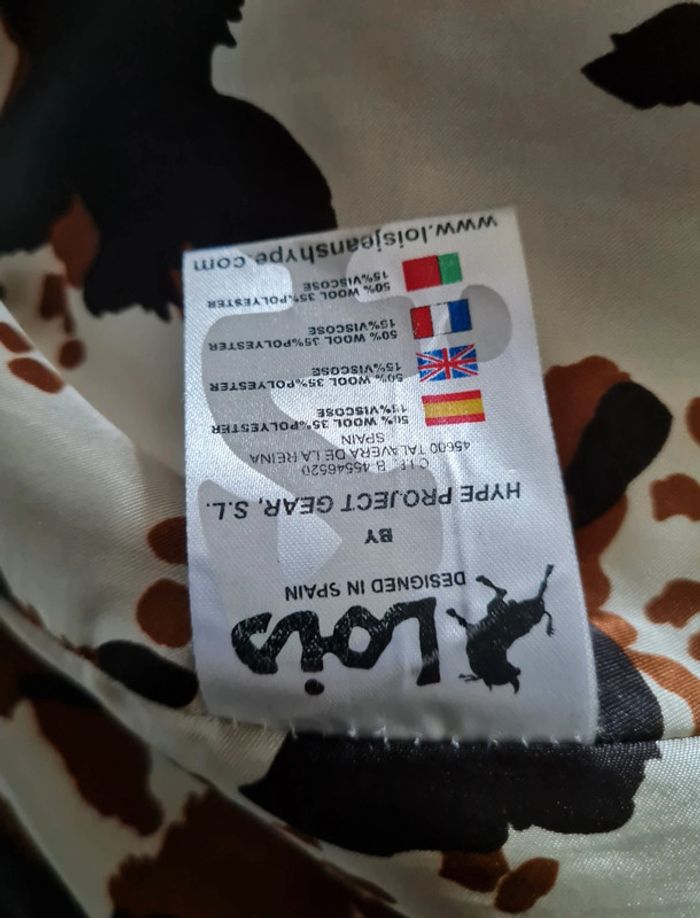 Lois
DESIGNED IN SPAIN
BY
HYPE PROJECT GEAR, S.L.
C.I.F. B-45546520
45600 TALAVERA DE LA REINA
SPAIN
50% WOOL 35%POLYESTER
15%VISCOSE
50% WOOL 35%POLYESTER
15%VISCOSE
50% WOOL 35%POLYESTER
15%VISCOSE
50% WOOL 35%POLYESTER
15%VISCOSE
www.loisjeanshype.com